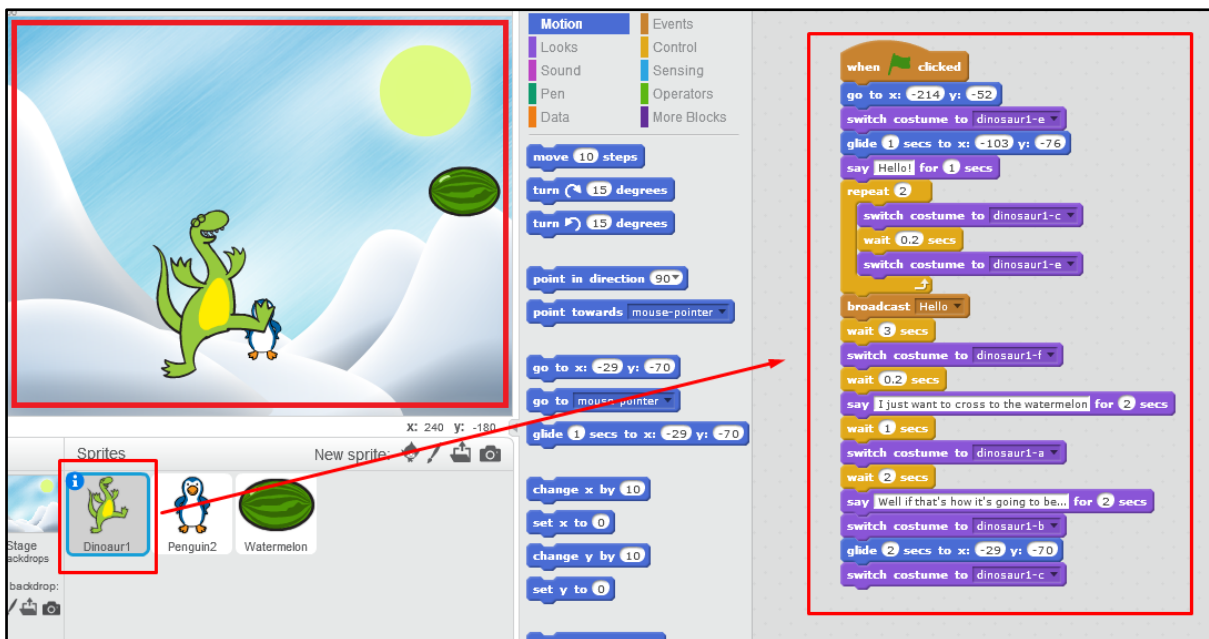 Motion
Events
Looks
Control
Sound
Sensing
Pen
Operators
Data
More Blocks
move 10 steps
turn 15 degrees
turn 15 degrees
point in direction 90
point towards mouse-pointer
go to x: -29 y: -70
go to mouse-pointer
glide 1 secs to x: -29 y: -70
change x by 10
set x to 0
change y by 10
set y to 0
X: 240 y: -180
Sprites
New sprite:
Stage
backdrops
Dinoaur1
Penguin2
Watermelon
backdrop:
when clicked
go to x: -214 y: -52
switch costume to dinosaur1-e
glide 1 secs to x: -103 y: -76
say Hello! for 1 secs
repeat 2
switch costume to dinosaur1-c
wait 0.2 secs
switch costume to dinosaur1-e
broadcast Hello
wait 3 secs
switch costume to dinosaur1-f
wait 0.2 secs
say I just want to cross to the watermelon for 2 secs
wait 1 secs
switch costume to dinosaur1-a
wait 2 secs
say Well if that's how it's going to be... for 2 secs
switch costume to dinosaur1-b
glide 2 secs to x: -29 y: -70
switch costume to dinosaur1-c